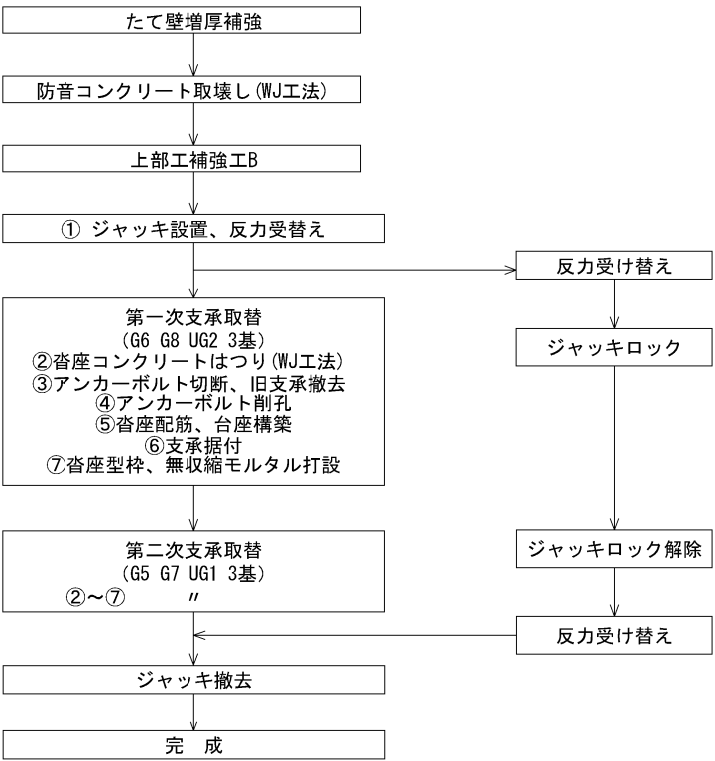 たて壁増厚補強
防音コンクリート取壊し(WJ工法)
上部工補強工B
① ジャッキ設置、反力受替え
反力受け替え
ジャッキロック
第一次支承取替
(G6 G8 UG2 3基)
②沓座コンクリートはつり(WJ工法)
③アンカーボルト切断、旧支承撤去
④アンカーボルト削孔
⑤沓座配筋、台座構築
⑥支承据付
⑦沓座型枠、無収縮モルタル打設
第二次支承取替
(G5 G7 UG1 3基)
②～⑦ 〃
ジャッキロック解除
反力受け替え
ジャッキ撤去
完 成